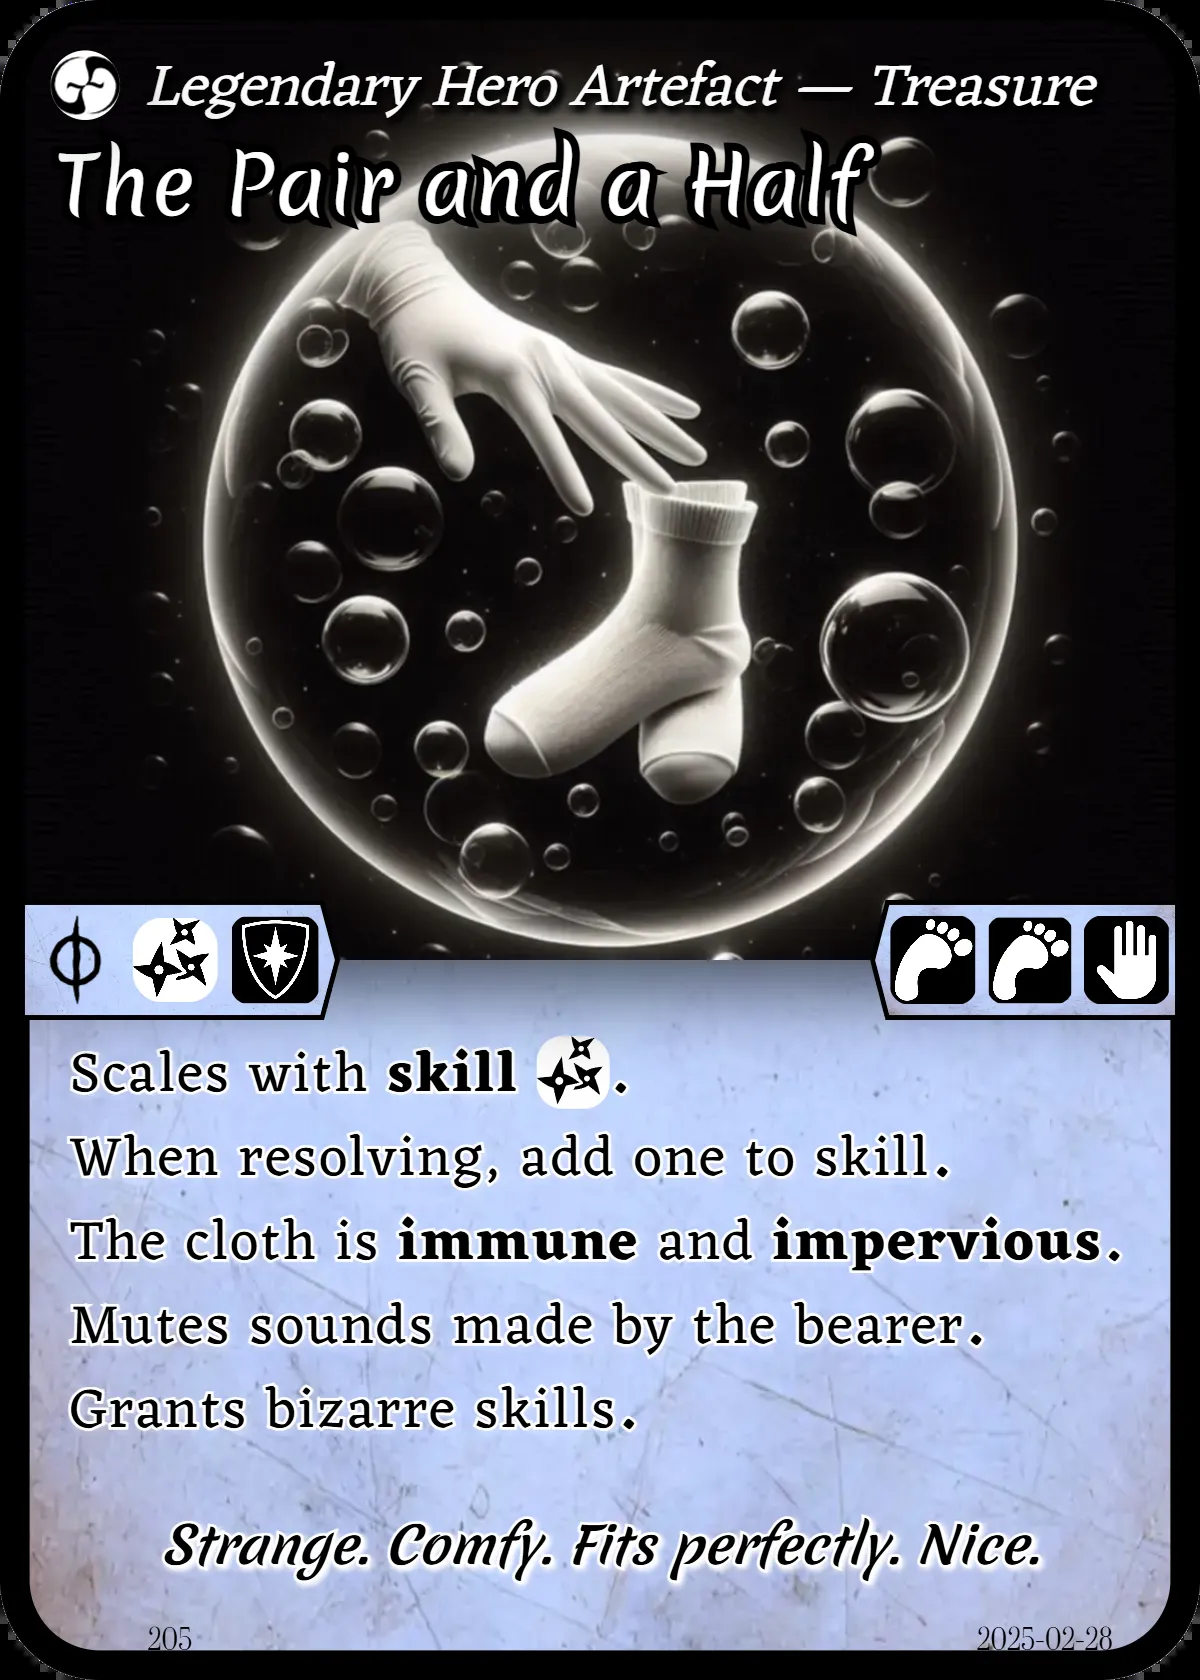 Legendary Hero Artefact — Treasure
The Pair and a Half
Scales with skill .
When resolving, add one to skill.
The cloth is immune and impervious.
Mutes sounds made by the bearer.
Grants bizarre skills.
Strange. Comfy. Fits perfectly. Nice.
205 2025-02-28